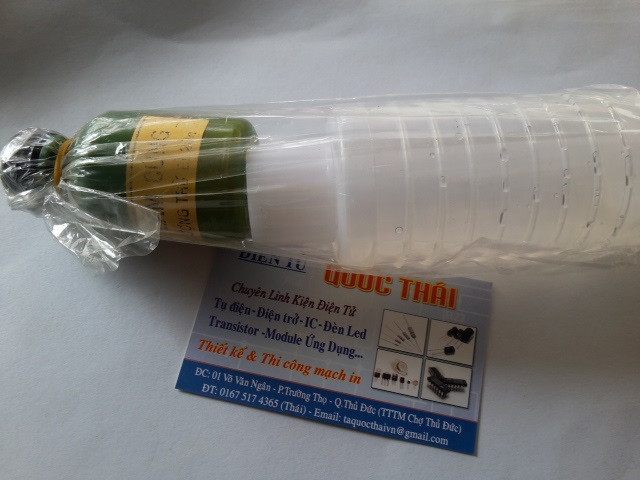 ĐIỆN TỬ
QUỐC THÁI
Chuyên Linh Kiện Điện Tử
Tụ điện - Điện trở - IC - Đèn Led
Transistor - Module Ứng Dụng...
Thiết kế & Thi công mạch in
ĐC: 01 Võ Văn Ngân - P.Trường Thọ - Q.Thủ Đức (TTTM Chợ Thủ Đức)
ĐT: 0167 517 4365 (Thái) - Email: taquocthaivn@gmail.com